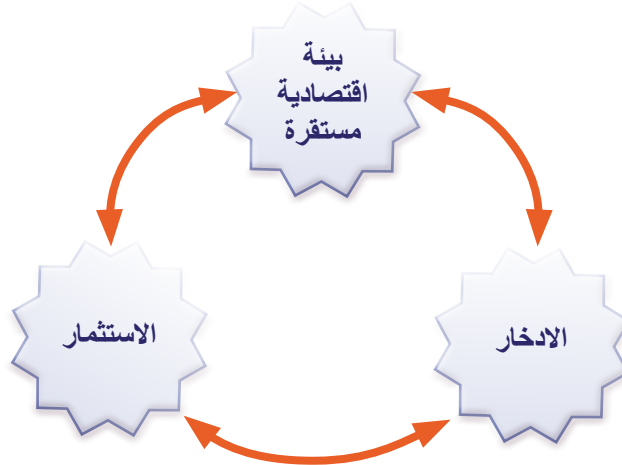 بيئة
اقتصادية
مستقرة
الادخار
الاستثمار